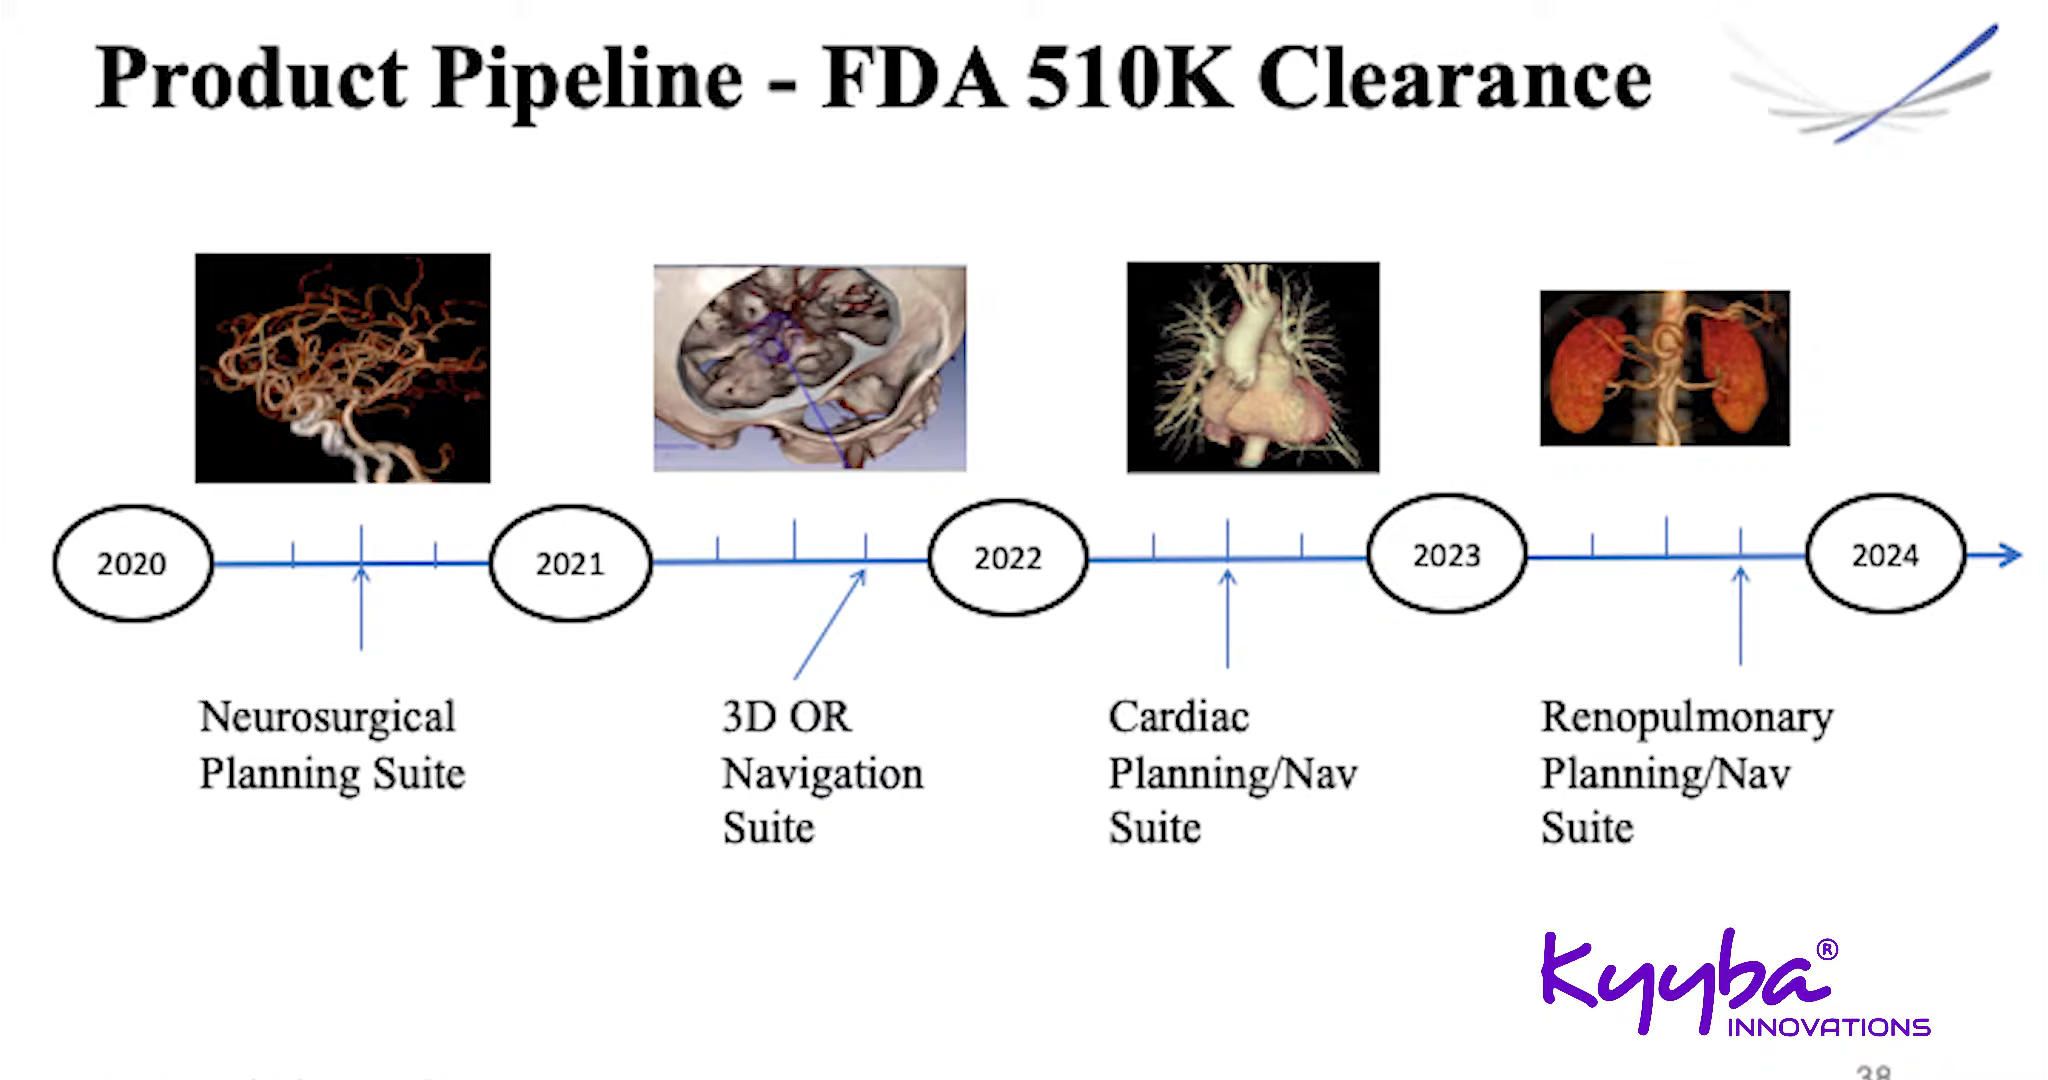 Product Pipeline - FDA 510K Clearance
2020
2021
2022
2023
2024
Neurosurgical
Planning Suite
3D OR
Navigation
Suite
Cardiac
Planning/Nav
Suite
Renopulmonary
Planning/Nav
Suite
Kyyba®
INNOVATIONS
38